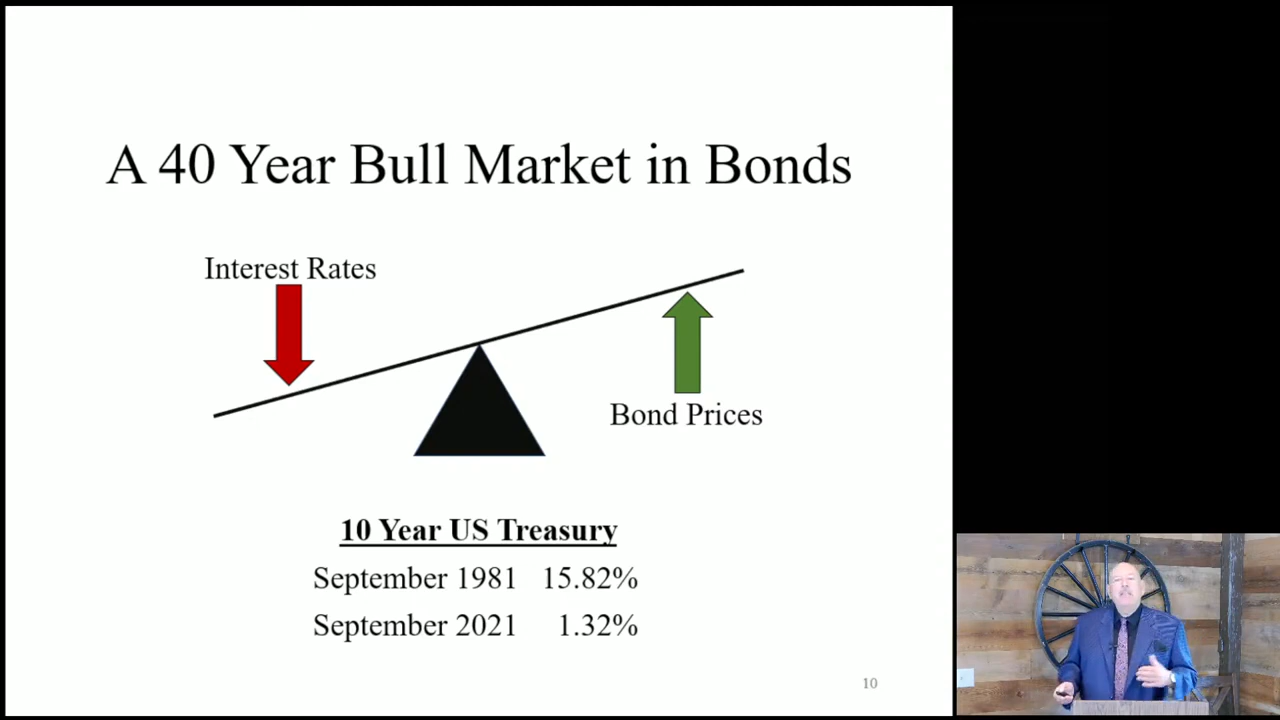 A 40 Year Bull Market in Bonds
Interest Rates
Bond Prices
10 Year US Treasury
September 1981 15.82%
September 2021 1.32%
10